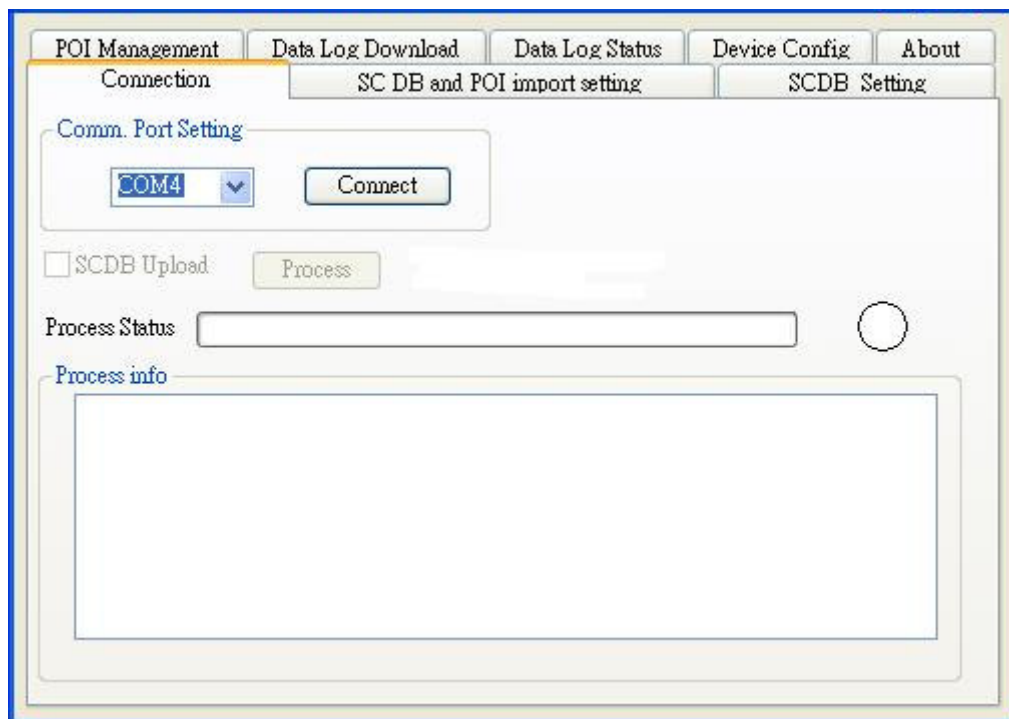 POI Management Data Log Download Data Log Status Device Config About
Connection SC DB and POI import setting SCDB Setting
Comm. Port Setting
COM4 Connect
SCDB Upload Process
Process Status
Process info